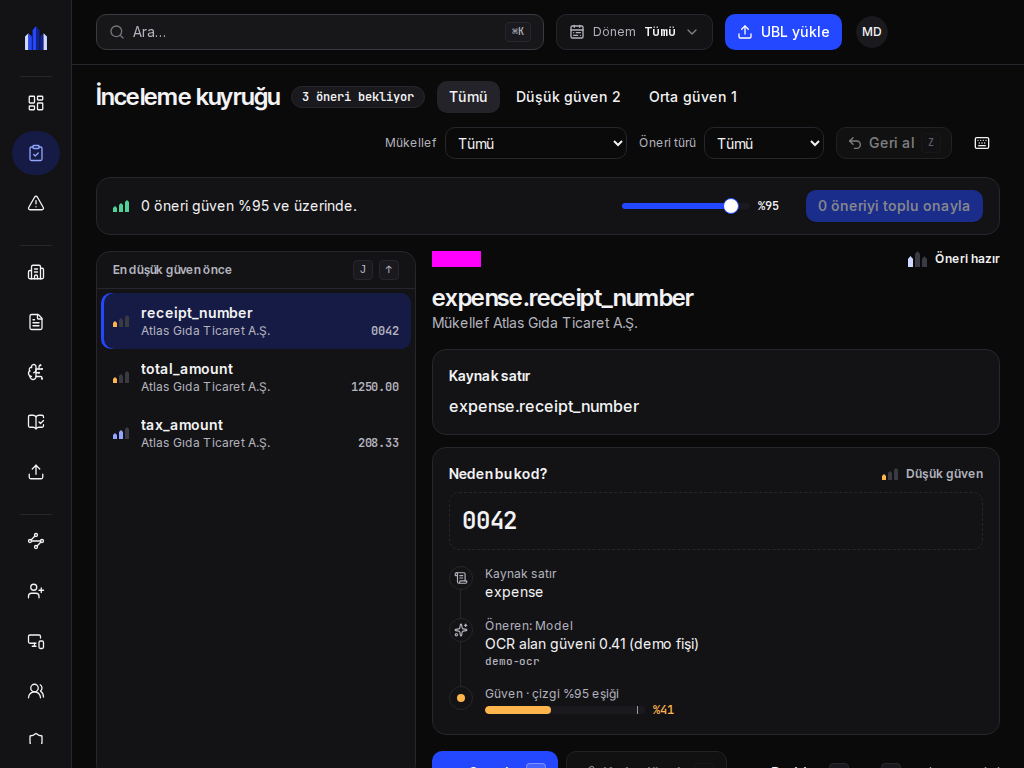 Ara...
⌘K
Dönem Tümü
UBL yükle
MD
İnceleme kuyruğu
3 öneri bekliyor
Tümü
Düşük güven 2
Orta güven 1
Mükellef
Tümü
Öneri türü
Tümü
Geri al Z
0 öneri güven %95 ve üzerinde.
%95
0 öneriyi toplu onayla
En düşük güven önce
J ↑
receipt_number
Atlas Gıda Ticaret A.Ş.
0042
total_amount
Atlas Gıda Ticaret A.Ş.
1250.00
tax_amount
Atlas Gıda Ticaret A.Ş.
208.33
Öneri hazır
expense.receipt_number
Mükellef Atlas Gıda Ticaret A.Ş.
Kaynak satır
expense.receipt_number
Neden bu kod?
Düşük güven
0042
Kaynak satır
expense
Öneren: Model
OCR alan güveni 0.41 (demo fişi)
demo-ocr
Güven · çizgi %95 eşiği
%41